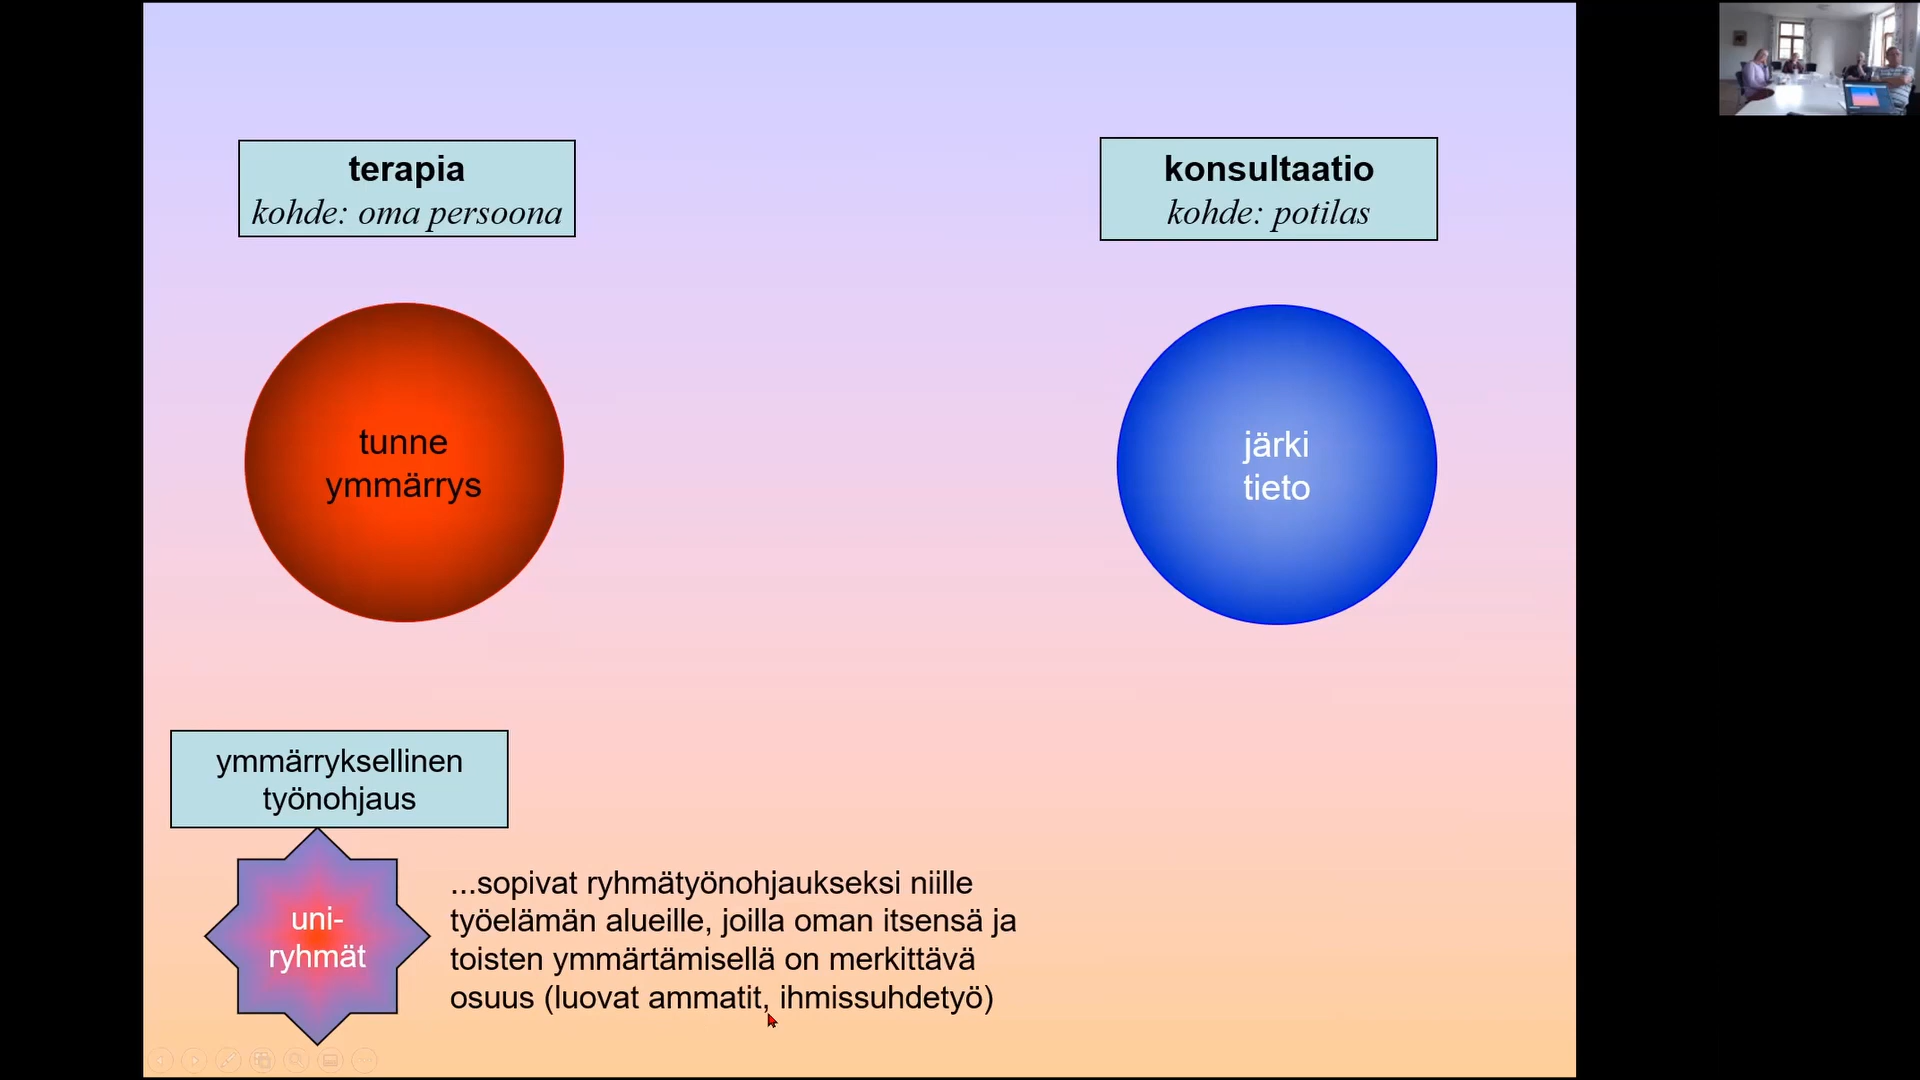 terapia
kohde: oma persoona
konsultaatio
kohde: potilas
tunne
ymmärrys
järki
tieto
ymmärryksellinen
työnohjaus
uni-
ryhmät
...sopivat ryhmätyönohjaukseksi niille
työelämän alueille, joilla oman itsensä ja
toisten ymmärtämisellä on merkittävä
osuus (luovat ammatit, ihmissuhdetyö)